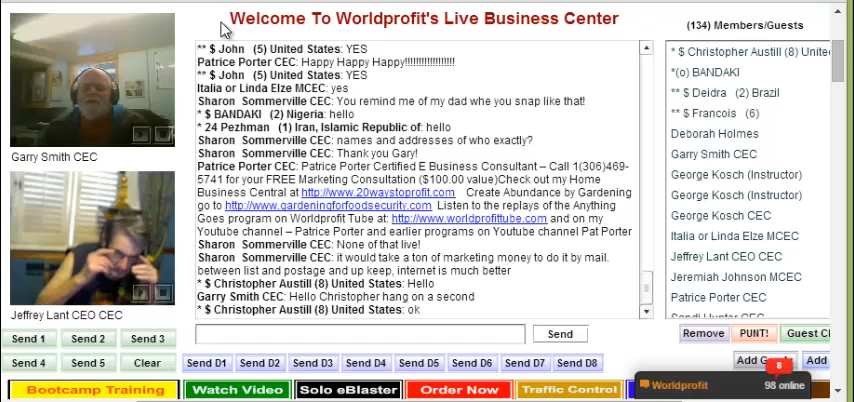 Welcome To Worldprofit's Live Business Center
(134) Members/Guests
Garry Smith CEC
Jeffrey Lant CEO CEC
** $ John (5) United States: YES
Patrice Porter CEC: Happy Happy Happy!!!!!!!!!!!!!!!!!!!
** $ John (5) United States: YES
Italia or Linda Elze MCEC: yes
Sharon Sommerville CEC: You remind me of my dad whe you snap like that!
* $ BANDAKI (2) Nigeria: hello
* 24 Pezhman (1) Iran, Islamic Republic of: hello
Sharon Sommerville CEC: names and addresses of who exactly?
Sharon Sommerville CEC: Thank you Gary!
Patrice Porter CEC: Patrice Porter Certified E Business Consultant – Call 1(306)469-
5741 for your FREE Marketing Consultation ($100.00 value)Check out my Home
Business Central at http://www.20waystoprofit.com Create Abundance by Gardening
go to http://www.gardeningforfoodsecurity.com Listen to the replays of the Anything
Goes program on Worldprofit Tube at: http://www.worldprofittube.com and on my
Youtube channel – Patrice Porter and earlier programs on Youtube channel Pat Porter
Sharon Sommerville CEC: None of that live!
Sharon Sommerville CEC: it would take a ton of marketing money to do it by mail.
between list and postage and up keep, internet is much better
* $ Christopher Austill (8) United States: Hello
Garry Smith CEC: Hello Christopher hang on a second
* $ Christopher Austill (8) United States: ok
* $ Christopher Austill (8) Unite
*(o) BANDAKI
** $ Deidra (2) Brazil
** $ Francois (6)
Deborah Holmes
Garry Smith CEC
George Kosch (Instructor)
George Kosch (Instructor)
George Kosch CEC
Italia or Linda Elze MCEC
Jeffrey Lant CEO CEC
Jeremiah Johnson MCEC
Patrice Porter CEC
Send 1 Send 2 Send 3
Send
Remove PUNT! Guest
Send 4 Send 5 Clear
Send D1 Send D2 Send D3 Send D4 Send D5 Send D6 Send D7 Send D8
Add Add
Bootcamp Training Watch Video Solo eBlaster Order Now Traffic Control
8
Worldprofit 98 online